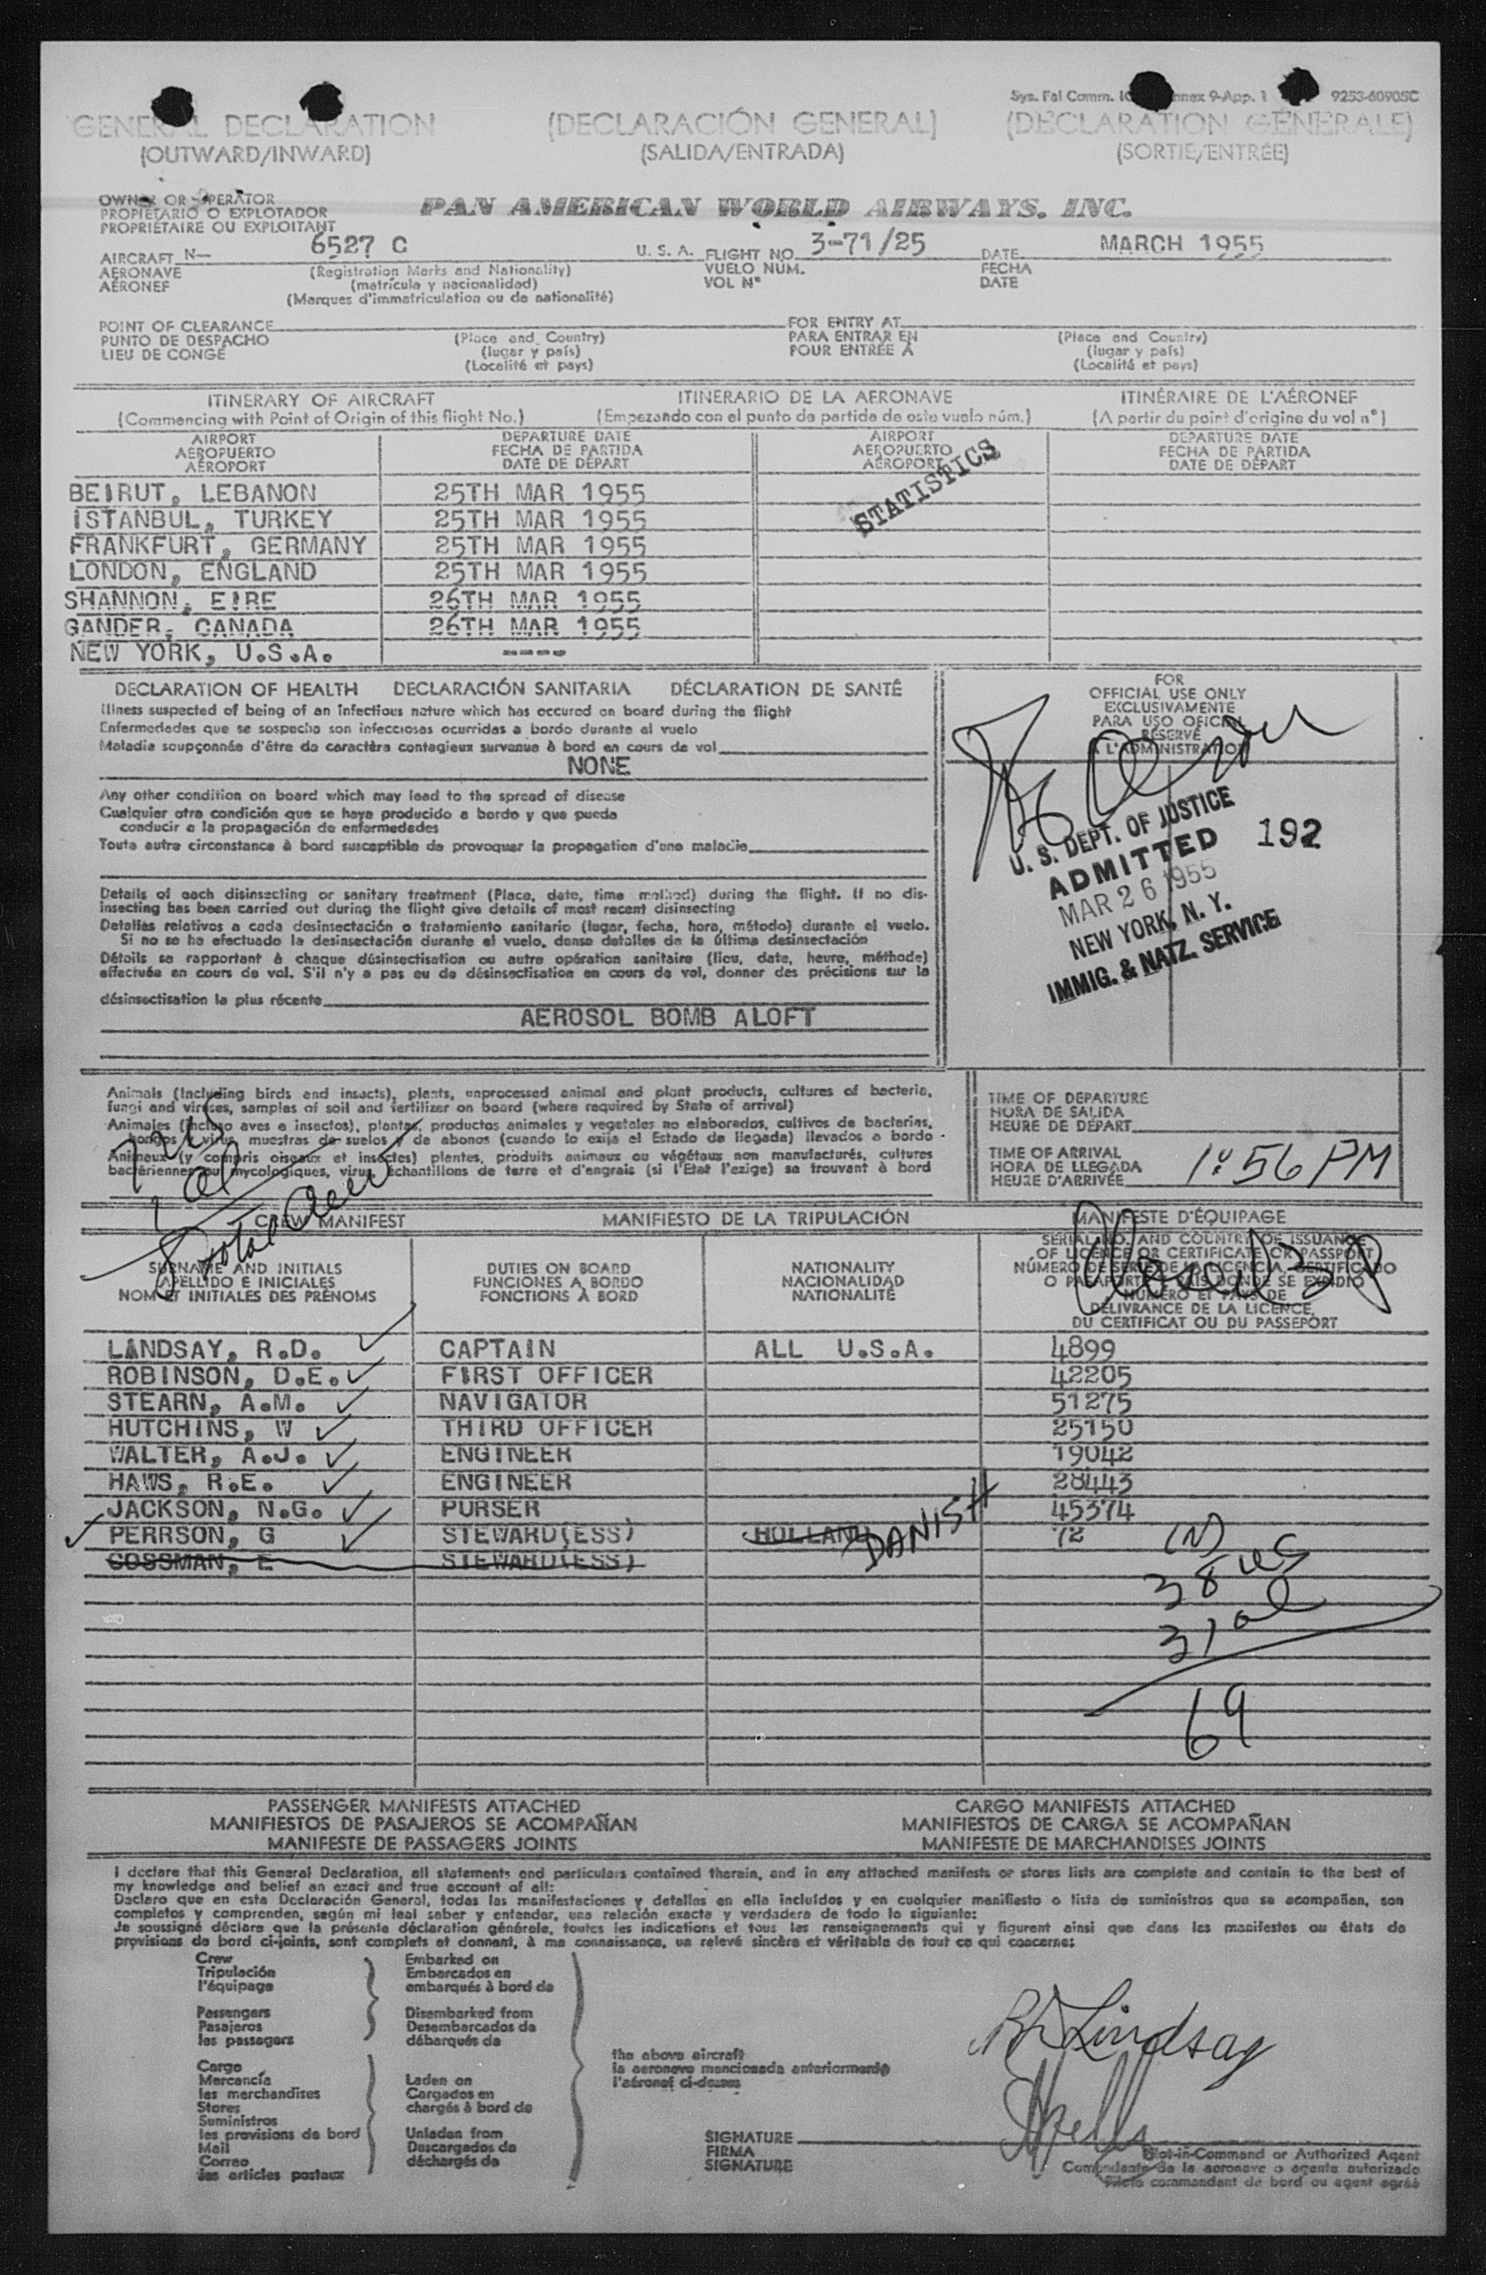 Sys. Fal Comm. 9-App. 1 9253-60905C
GENERAL DECLARATION (DECLARACIÓN GENERAL) (DECLARATION GÉNÉRALE)
(OUTWARD/INWARD) (SALIDA/ENTRADA) (SORTIE/ENTRÉE)
OWNER OR OPERATOR
PROPIETARIO O EXPLOTADOR
PROPRIÉTAIRE OU EXPLOITANT
PAN AMERICAN WORLD AIRWAYS, INC.
AIRCRAFT N— 6527 C U. S. A. FLIGHT NO. 3-71/25 DATE MARCH 1955
AERONAVE (Registration Marks and Nationality) VUELO NÚM. FECHA
AÉRONEF (matrícula y nacionalidad) VOL N° DATE
(Marques d'immatriculation ou de nationalité)
POINT OF CLEARANCE FOR ENTRY AT
PUNTO DE DESPACHO (Place and Country) PARA ENTRAR EN (Place and Country)
LIEU DE CONGÉ (lugar y país) POUR ENTRÉE À (lugar y país)
(Localité et pays) (Localité et pays)
ITINERARY OF AIRCRAFT ITINERARIO DE LA AERONAVE ITINÉRAIRE DE L'AÉRONEF
(Commencing with Point of Origin of this flight No.) (Empezando con el punto de partida de este vuelo núm.) (A partir du point d'origine du vol n°)
AIRPORT DEPARTURE DATE AIRPORT DEPARTURE DATE
AEROPUERTO FECHA DE PARTIDA AEROPUERTO FECHA DE PARTIDA
AÉROPORT DATE DE DÉPART AÉROPORT DATE DE DÉPART
STATISTICS
BEIRUT, LEBANON 25TH MAR 1955
ISTANBUL, TURKEY 25TH MAR 1955
FRANKFURT, GERMANY 25TH MAR 1955
LONDON, ENGLAND 25TH MAR 1955
SHANNON, EIRE 26TH MAR 1955
GANDER, CANADA 26TH MAR 1955
NEW YORK, U.S.A. ----
DECLARATION OF HEALTH DECLARACIÓN SANITARIA DÉCLARATION DE SANTÉ
Illness suspected of being of an infectious nature which has occured on board during the flight
Enfermedades que se sospecha son infecciosas ocurridas a bordo durante el vuelo
Maladie soupçonnée d'être de caractère contagieux survenue à bord en cours de vol
NONE
Any other condition on board which may lead to the spread of disease
Cualquier otra condición que se haya producido a bordo y que pueda
conducir a la propagación de enfermedades
Toute autre circonstance à bord susceptible de provoquer la propagation d'une maladie
Details of each disinsecting or sanitary treatment (Place, date, time method) during the flight. If no dis-
insecting has been carried out during the flight give details of most recent disinsecting
Detalles relativos a cada desinsectación o tratamiento sanitario (lugar, fecha, hora, método) durante el vuelo.
Si no se ha efectuado la desinsectación durante el vuelo, dense detalles de la última desinsectación
Détails se rapportant à chaque désinsectisation ou autre opération sanitaire (lieu, date, heure, méthode)
effectuée en cours de vol. S'il n'y a pas eu de désinsectisation en cours de vol, donner des précisions sur la
désinsectisation la plus récente
AEROSOL BOMB ALOFT
FOR
OFFICIAL USE ONLY
EXCLUSIVAMENTE
PARA USO OFICIAL
RÉSERVÉ
À L'ADMINISTRATION
U. S. DEPT. OF JUSTICE
ADMITTED
192
MAR 26 1955
NEW YORK, N. Y.
IMMIG. & NATZ. SERVICE
Animals (Including birds and insects), plants, unprocessed animal and plant products, cultures of bacteria,
fungi and viruses, samples of soil and fertilizer on board (where required by State of arrival)
Animales (incluso aves e insectos), plantas, productos animales y vegetales no elaborados, cultivos de bacterias,
hongos y virus, muestras de suelos y de abonos (cuando lo exija el Estado de llegada) llevados a bordo
Animaux (y compris oiseaux et insectes) plantes, produits animaux ou végétaux non manufacturés, cultures
bactériennes ou mycologiques, virus, échantillons de terre et d'engrais (si l'État l'exige) se trouvant à bord
TIME OF DEPARTURE
HORA DE SALIDA
HEURE DE DÉPART
TIME OF ARRIVAL
HORA DE LLEGADA
HEURE D'ARRIVÉE 1:56 PM
7 US
1 al
8 total crew
CREW MANIFEST MANIFIESTO DE LA TRIPULACIÓN MANIFESTE D'ÉQUIPAGE
SURNAME AND INITIALS
APELLIDO E INICIALES
NOM ET INITIALES DES PRÉNOMS
DUTIES ON BOARD
FUNCIONES A BORDO
FONCTIONS À BORD
NATIONALITY
NACIONALIDAD
NATIONALITÉ
SERIAL NO. AND COUNTRY OF ISSUANCE
OF LICENCE OR CERTIFICATE OR PASSPORT
NÚMERO DE SERIE DE LA LICENCIA, CERTIFICADO
O PASAPORTE Y PAÍS DONDE SE EXPIDIÓ
NUMÉRO ET PAYS DE
DÉLIVRANCE DE LA LICENCE,
DU CERTIFICAT OU DU PASSEPORT
LINDSAY, R.D. CAPTAIN ALL U.S.A. 4899
ROBINSON, D.E. FIRST OFFICER 42205
STEARN, A.M. NAVIGATOR 51275
HUTCHINS, W THIRD OFFICER 25150
WALTER, A.J. ENGINEER 19042
HAWS, R.E. ENGINEER 28443
JACKSON, N.G. PURSER 45374
PERRSON, G STEWARD(ESS) HOLLAND DANISH 72
COSSMAN, E STEWARD(ESS)
(N)
38 US
31 al
69
PASSENGER MANIFESTS ATTACHED CARGO MANIFESTS ATTACHED
MANIFIESTOS DE PASAJEROS SE ACOMPAÑAN MANIFIESTOS DE CARGA SE ACOMPAÑAN
MANIFESTE DE PASSAGERS JOINTS MANIFESTE DE MARCHANDISES JOINTS
I declare that this General Declaration, all statements and particulars contained therein, and in any attached manifests or stores lists are complete and contain to the best of
my knowledge and belief an exact and true account of all:
Declaro que en esta Declaración General, todas las manifestaciones y detalles en ella incluídos y en cualquier manifiesto o lista de suministros que se acompañan, son
completos y comprenden, según mi leal saber y entender, una relación exacta y verdadera de todo lo siguiente:
Je soussigné déclare que la présente déclaration générale, toutes les indications et tous les renseignements qui y figurent ainsi que dans les manifestes ou états de
provisions de bord ci-joints, sont complets et donnent, à ma connaissance, un relevé sincère et véritable de tout ce qui concerne:
Crew Embarked on
Tripulación Embarcados en
l'équipage embarqués à bord de
Passengers Disembarked from
Pasajeros Desembarcados de
les passagers débarqués de
the above aircraft
la aeronave mencionada anteriormente
l'aéronef ci-dessus
Cargo
Mercancía Laden on
les marchandises Cargados en
Stores chargés à bord de
Suministros
les provisions de bord Unladen from
Mail Descargados de
Correo déchargés de
les articles postaux
RD Lindsay
SIGNATURE
FIRMA
SIGNATURE
Pilot-in-Command or Authorized Agent
Comandante de la aeronave o agente autorizado
Pilote commandant de bord ou agent agréé